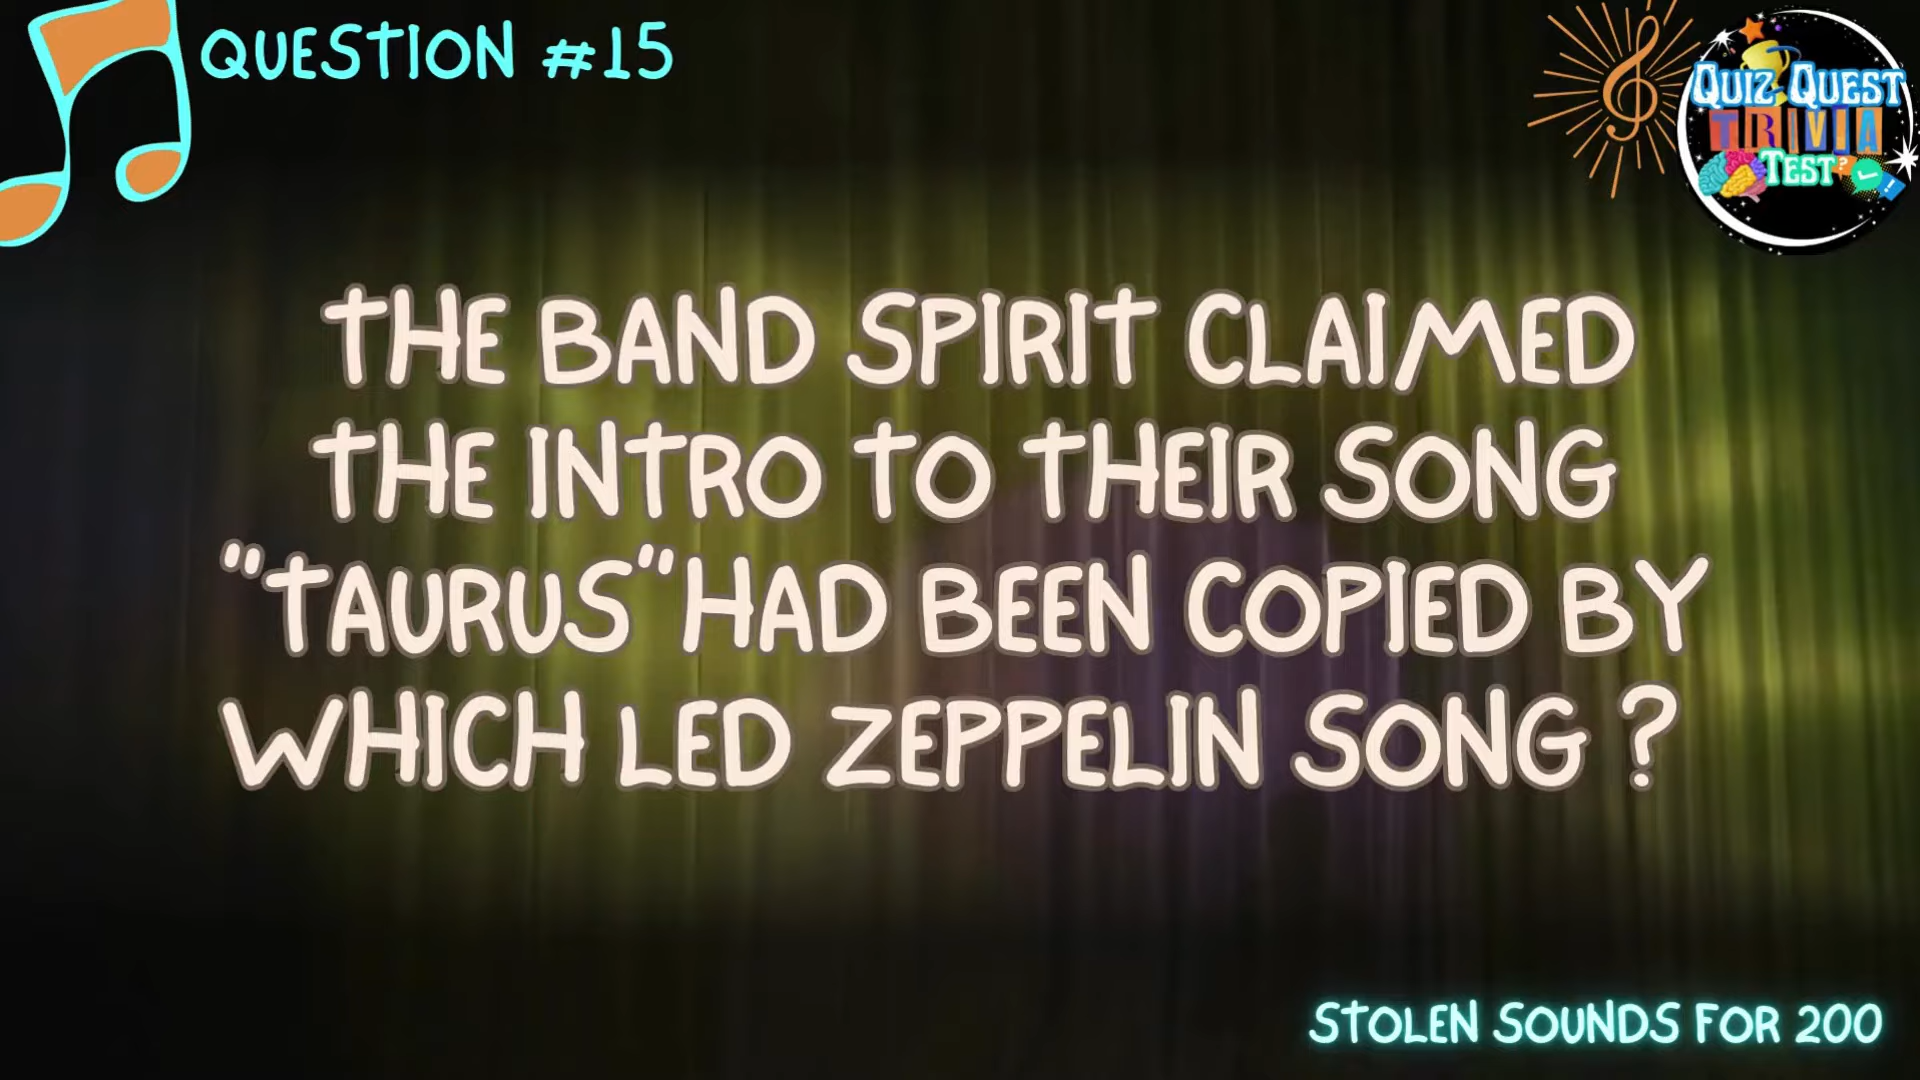 QUESTION #15
QUIZ QUEST
TRIVIA
TEST?
THE BAND SPIRIT CLAIMED
THE INTRO TO THEIR SONG
"TAURUS"HAD BEEN COPIED BY
WHICH LED ZEPPELIN SONG ?
STOLEN SOUNDS FOR 200